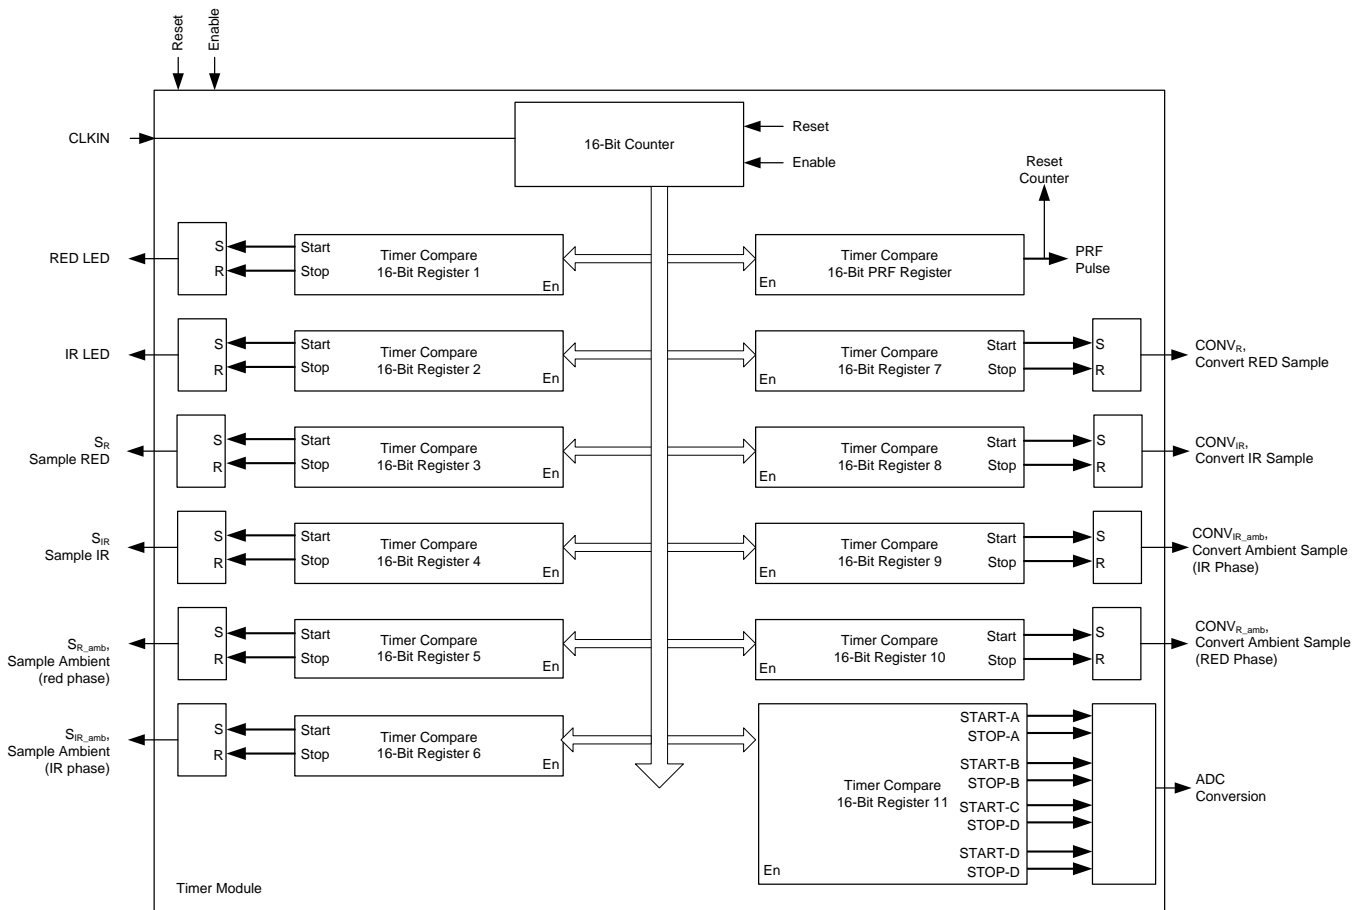 Reset
Enable
CLKIN
16-Bit Counter
Reset
Enable
Reset
Counter
RED LED
S
R
Start
Stop
Timer Compare
16-Bit Register 1
En
Timer Compare
16-Bit PRF Register
En
PRF
Pulse
IR LED
S
R
Start
Stop
Timer Compare
16-Bit Register 2
En
Timer Compare
16-Bit Register 7
En
Start
Stop
S
R
CONVR,
Convert RED Sample
SR
Sample RED
S
R
Start
Stop
Timer Compare
16-Bit Register 3
En
Timer Compare
16-Bit Register 8
En
Start
Stop
S
R
CONVIR,
Convert IR Sample
SIR
Sample IR
S
R
Start
Stop
Timer Compare
16-Bit Register 4
En
Timer Compare
16-Bit Register 9
En
Start
Stop
S
R
CONVIR_amb,
Convert Ambient Sample
(IR Phase)
SR_amb,
Sample Ambient
(red phase)
S
R
Start
Stop
Timer Compare
16-Bit Register 5
En
Timer Compare
16-Bit Register 10
En
Start
Stop
S
R
CONVR_amb,
Convert Ambient Sample
(RED Phase)
SIR_amb,
Sample Ambient
(IR phase)
S
R
Start
Stop
Timer Compare
16-Bit Register 6
En
Timer Compare
16-Bit Register 11
En
START-A
STOP-A
START-B
STOP-B
START-C
STOP-D
START-D
STOP-D
ADC
Conversion
Timer Module